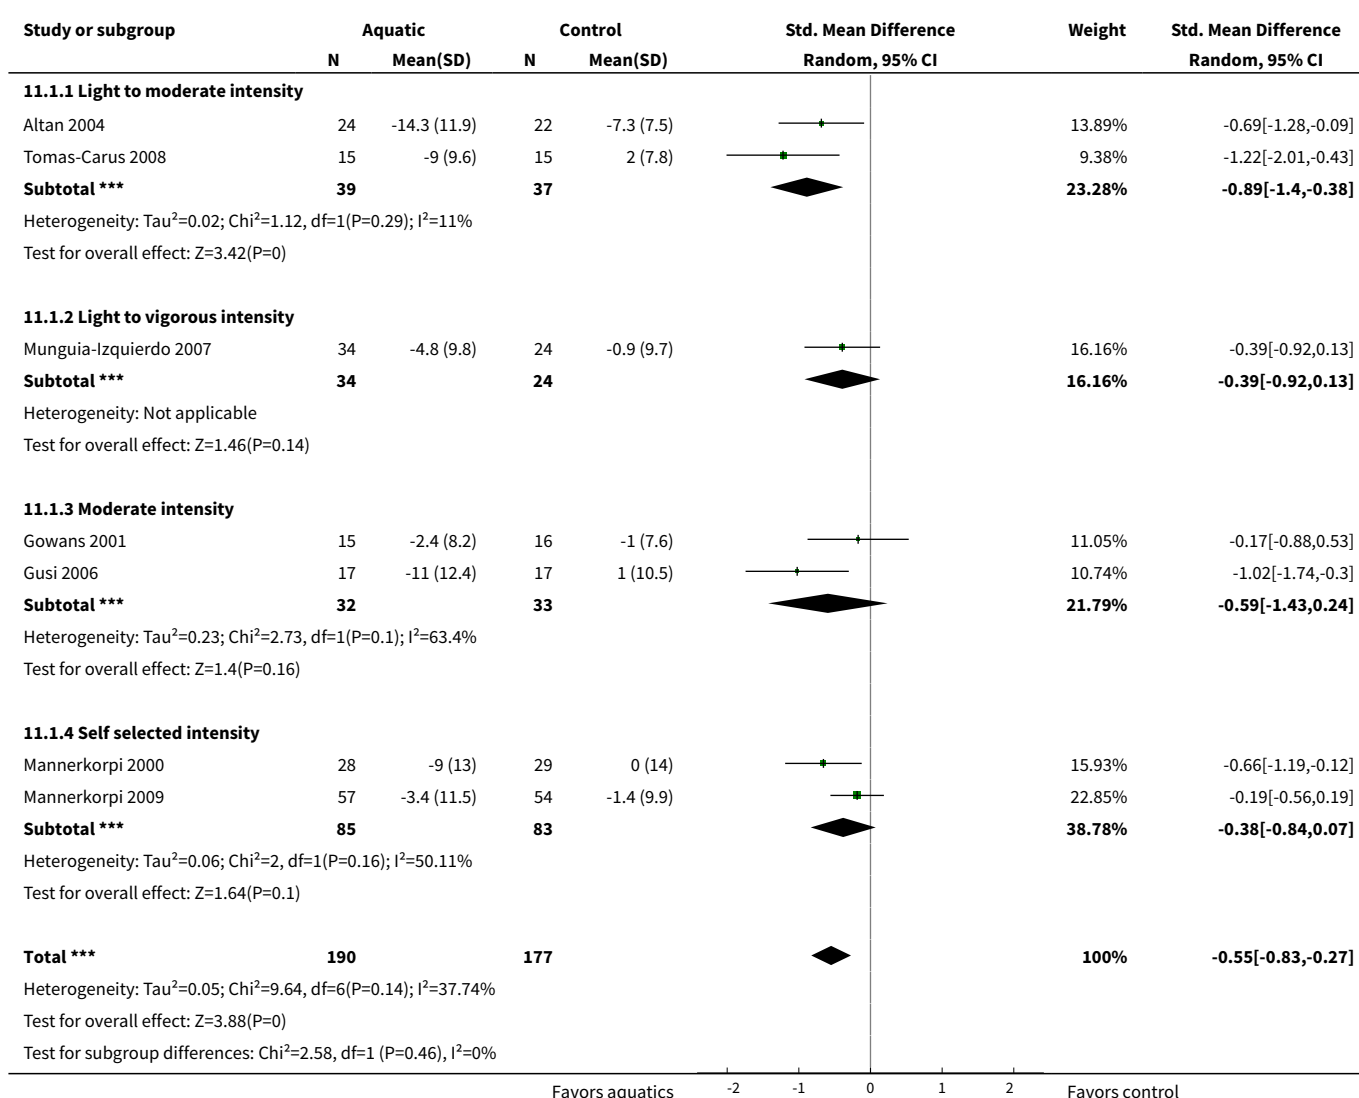 Study or subgroup Aquatic Control Std. Mean Difference Weight Std. Mean Difference
N Mean(SD) N Mean(SD) Random, 95% CI Random, 95% CI
11.1.1 Light to moderate intensity
Altan 2004 24 -14.3 (11.9) 22 -7.3 (7.5) 13.89% -0.69[-1.28,-0.09]
Tomas-Carus 2008 15 -9 (9.6) 15 2 (7.8) 9.38% -1.22[-2.01,-0.43]
Subtotal *** 39 37 23.28% -0.89[-1.4,-0.38]
Heterogeneity: Tau²=0.02; Chi²=1.12, df=1(P=0.29); I²=11%
Test for overall effect: Z=3.42(P=0)
11.1.2 Light to vigorous intensity
Munguia-Izquierdo 2007 34 -4.8 (9.8) 24 -0.9 (9.7) 16.16% -0.39[-0.92,0.13]
Subtotal *** 34 24 16.16% -0.39[-0.92,0.13]
Heterogeneity: Not applicable
Test for overall effect: Z=1.46(P=0.14)
11.1.3 Moderate intensity
Gowans 2001 15 -2.4 (8.2) 16 -1 (7.6) 11.05% -0.17[-0.88,0.53]
Gusi 2006 17 -11 (12.4) 17 1 (10.5) 10.74% -1.02[-1.74,-0.3]
Subtotal *** 32 33 21.79% -0.59[-1.43,0.24]
Heterogeneity: Tau²=0.23; Chi²=2.73, df=1(P=0.1); I²=63.4%
Test for overall effect: Z=1.4(P=0.16)
11.1.4 Self selected intensity
Mannerkorpi 2000 28 -9 (13) 29 0 (14) 15.93% -0.66[-1.19,-0.12]
Mannerkorpi 2009 57 -3.4 (11.5) 54 -1.4 (9.9) 22.85% -0.19[-0.56,0.19]
Subtotal *** 85 83 38.78% -0.38[-0.84,0.07]
Heterogeneity: Tau²=0.06; Chi²=2, df=1(P=0.16); I²=50.11%
Test for overall effect: Z=1.64(P=0.1)
Total *** 190 177 100% -0.55[-0.83,-0.27]
Heterogeneity: Tau²=0.05; Chi²=9.64, df=6(P=0.14); I²=37.74%
Test for overall effect: Z=3.88(P=0)
Test for subgroup differences: Chi²=2.58, df=1 (P=0.46), I²=0%
Favors aquatics -2 -1 0 1 2 Favors control